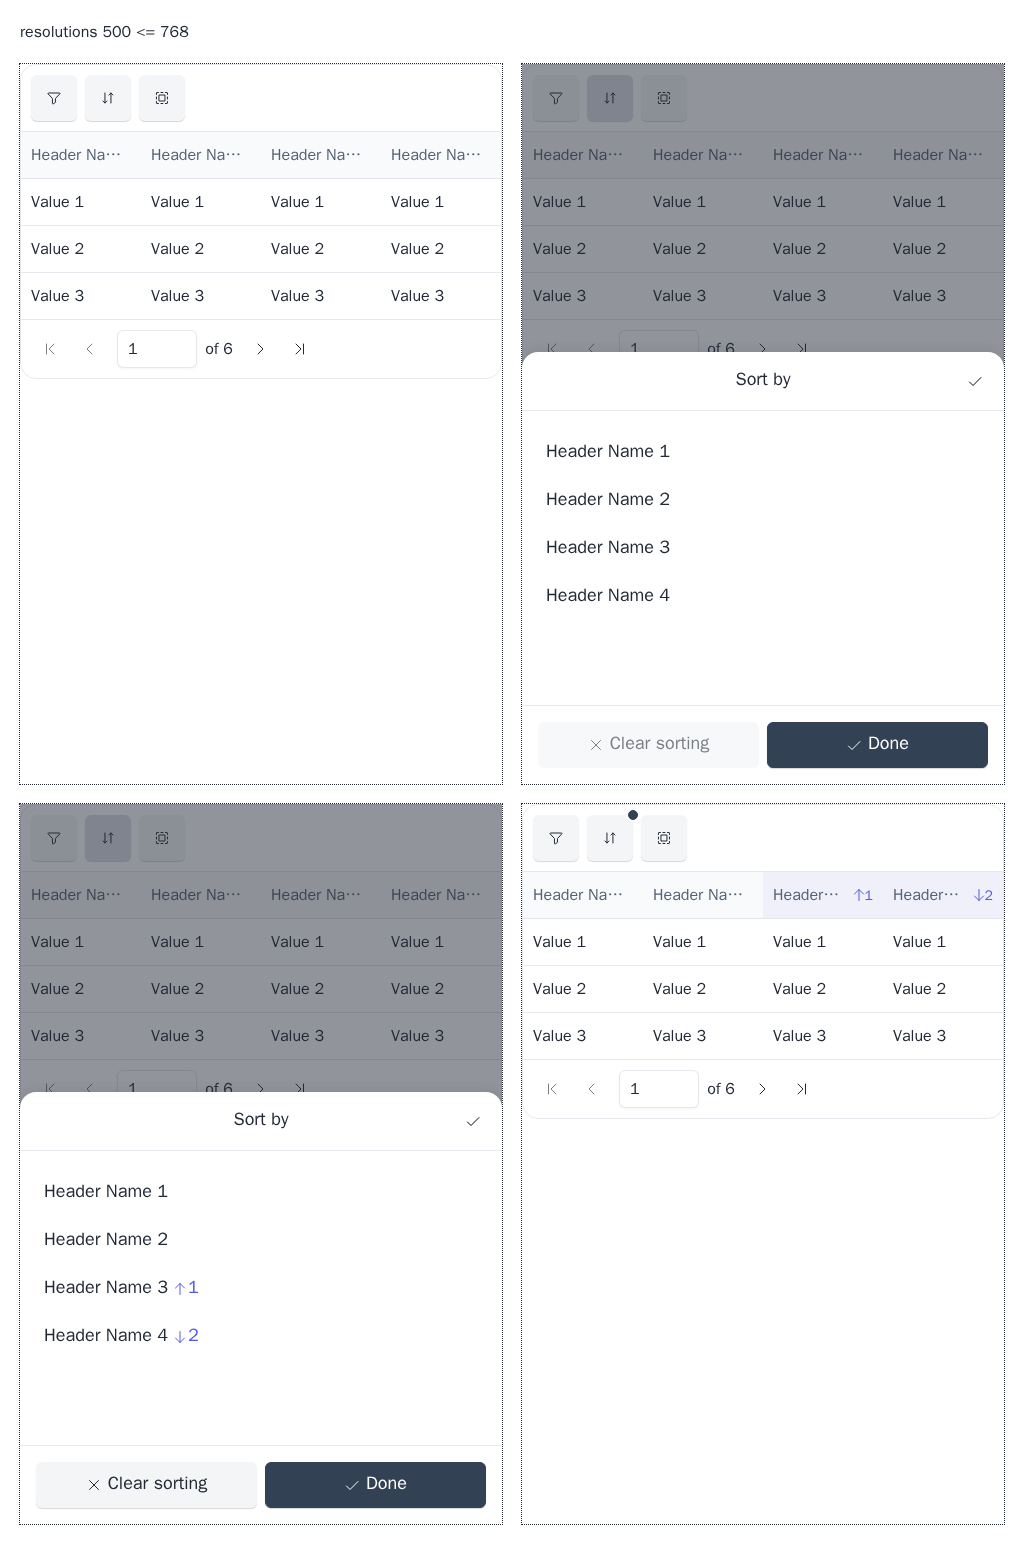 resolutions 500 <= 768
Header Na··· Header Na··· Header Na··· Header Na···
Value 1 Value 1 Value 1 Value 1
Value 2 Value 2 Value 2 Value 2
Value 3 Value 3 Value 3 Value 3
1 of 6
Header Na··· Header Na··· Header Na··· Header Na···
Value 1 Value 1 Value 1 Value 1
Value 2 Value 2 Value 2 Value 2
Value 3 Value 3 Value 3 Value 3
1 of 6
Sort by
Header Name 1
Header Name 2
Header Name 3
Header Name 4
Clear sorting Done
Header Na··· Header Na··· Header Na··· Header Na···
Value 1 Value 1 Value 1 Value 1
Value 2 Value 2 Value 2 Value 2
Value 3 Value 3 Value 3 Value 3
1 of 6
Sort by
Header Name 1
Header Name 2
Header Name 3 ↑1
Header Name 4 ↓2
Clear sorting Done
Header Na··· Header Na··· Header··· ↑1 Header··· ↓2
Value 1 Value 1 Value 1 Value 1
Value 2 Value 2 Value 2 Value 2
Value 3 Value 3 Value 3 Value 3
1 of 6